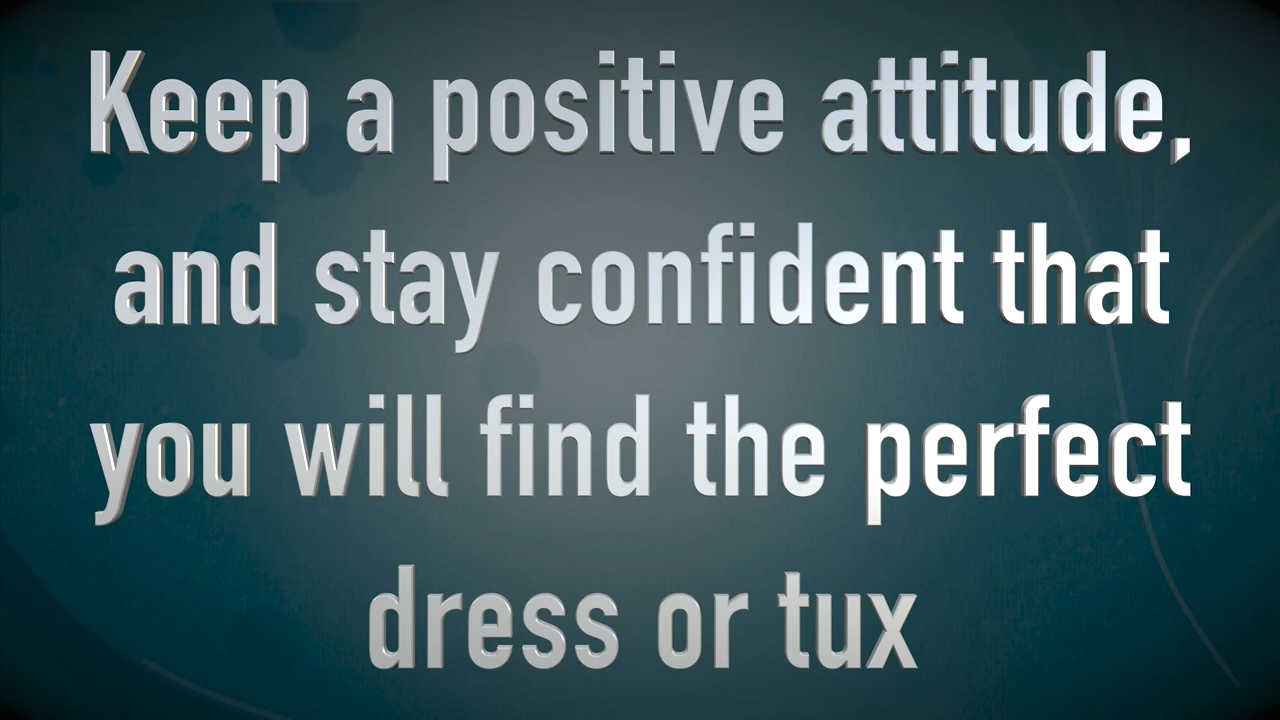 Keep a positive attitude,
and stay confident that
you will find the perfect
dress or tux